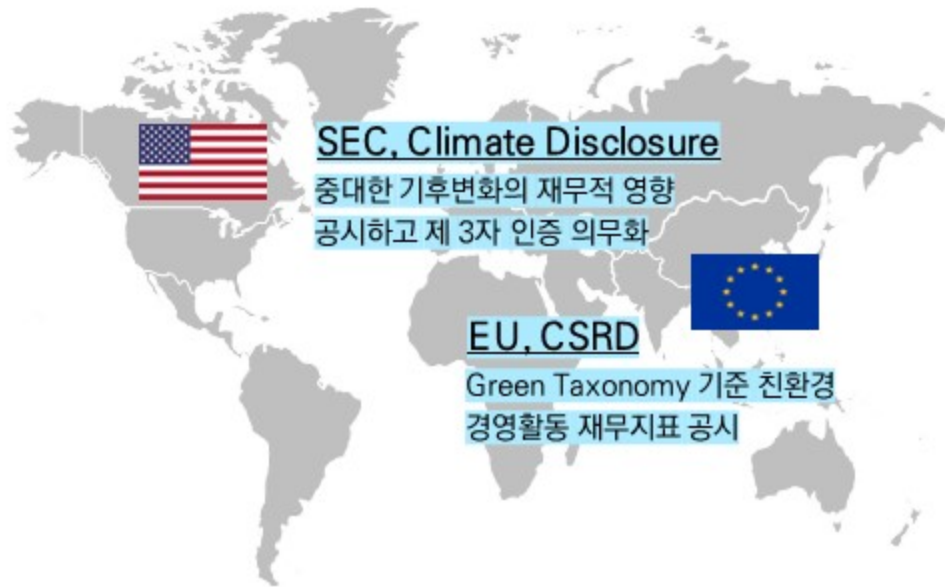 SEC, Climate Disclosure
중대한 기후변화의 재무적 영향
공시하고 제 3자 인증 의무화
EU, CSRD
Green Taxonomy 기준 친환경
경영활동 재무지표 공시